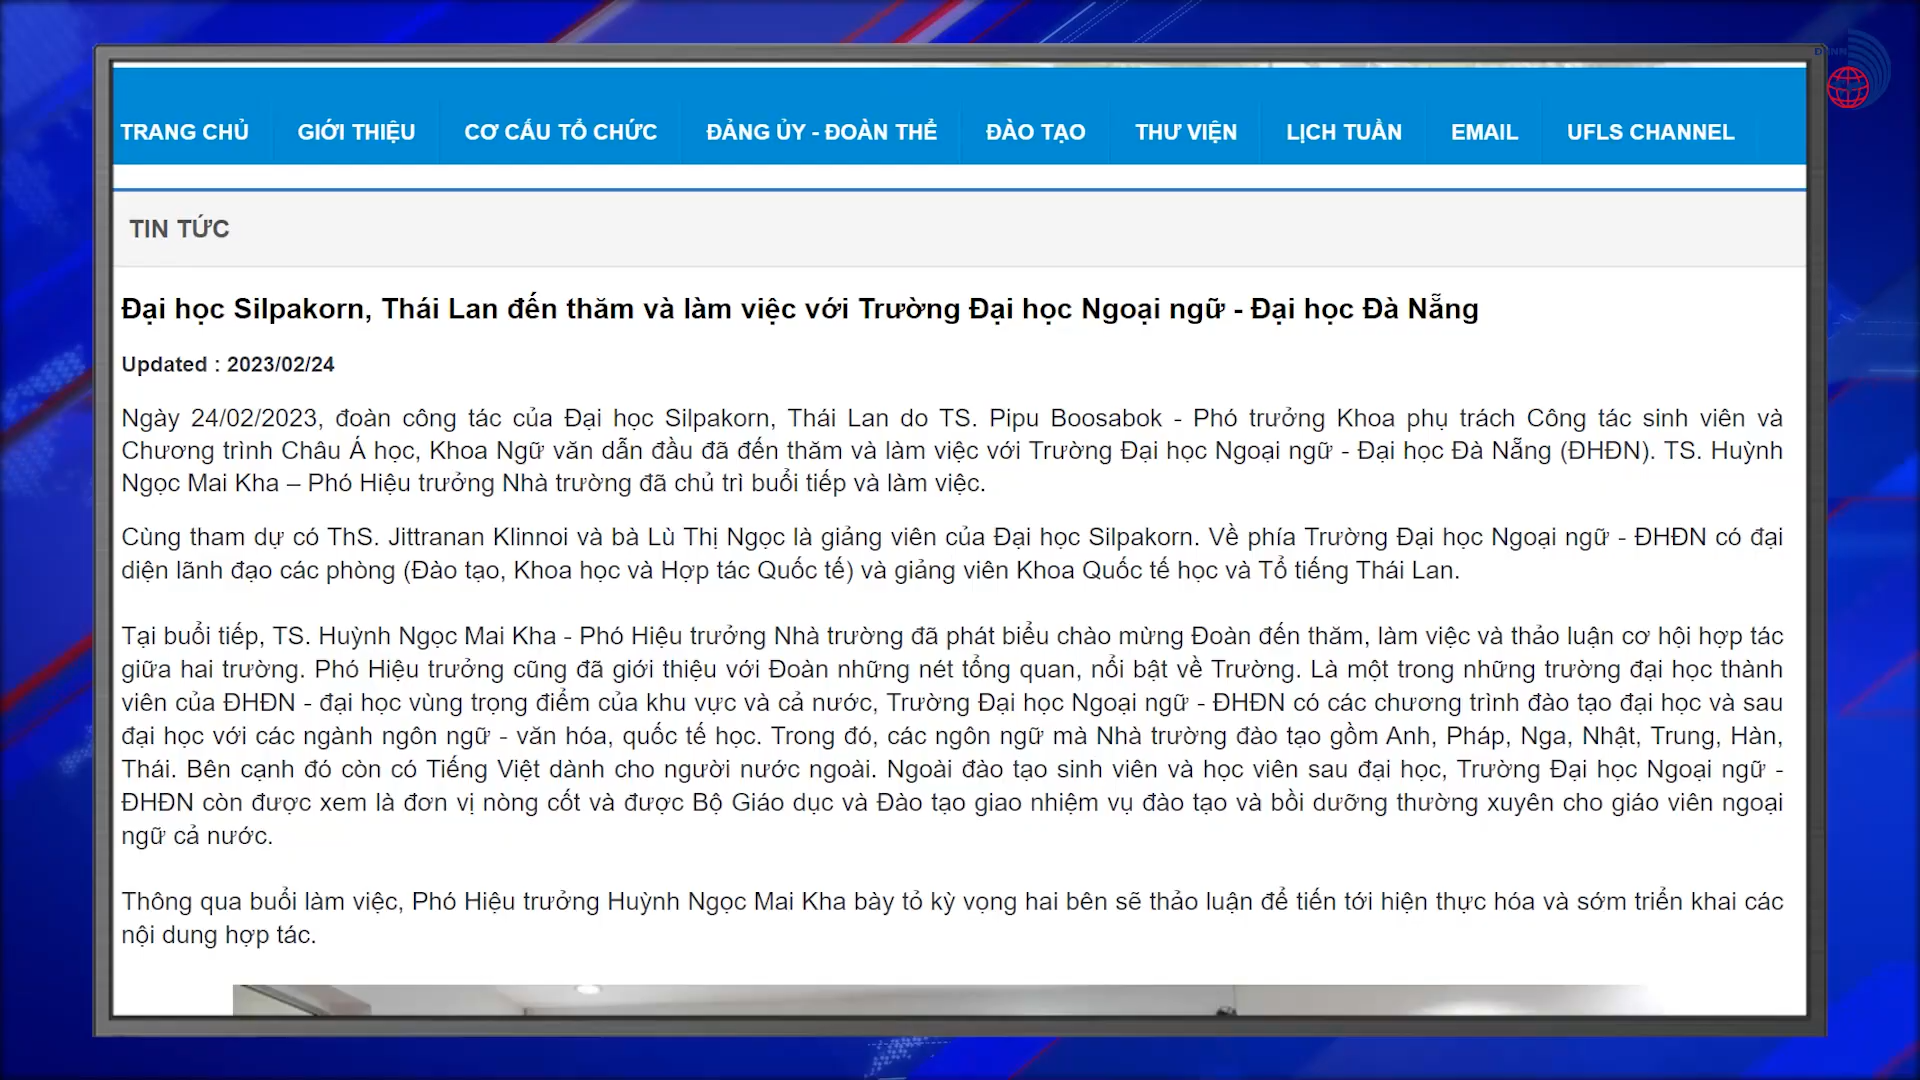 TRANG CHỦ GIỚI THIỆU CƠ CẤU TỔ CHỨC ĐẢNG ỦY - ĐOÀN THỂ ĐÀO TẠO THƯ VIỆN LỊCH TUẦN EMAIL UFLS CHANNEL
TIN TỨC
Đại học Silpakorn, Thái Lan đến thăm và làm việc với Trường Đại học Ngoại ngữ - Đại học Đà Nẵng
Updated : 2023/02/24
Ngày 24/02/2023, đoàn công tác của Đại học Silpakorn, Thái Lan do TS. Pipu Boosabok - Phó trưởng Khoa phụ trách Công tác sinh viên và
Chương trình Châu Á học, Khoa Ngữ văn dẫn đầu đã đến thăm và làm việc với Trường Đại học Ngoại ngữ - Đại học Đà Nẵng (ĐHĐN). TS. Huỳnh
Ngọc Mai Kha – Phó Hiệu trưởng Nhà trường đã chủ trì buổi tiếp và làm việc.
Cùng tham dự có ThS. Jittranan Klinnoi và bà Lù Thị Ngọc là giảng viên của Đại học Silpakorn. Về phía Trường Đại học Ngoại ngữ - ĐHĐN có đại
diện lãnh đạo các phòng (Đào tạo, Khoa học và Hợp tác Quốc tế) và giảng viên Khoa Quốc tế học và Tổ tiếng Thái Lan.
Tại buổi tiếp, TS. Huỳnh Ngọc Mai Kha - Phó Hiệu trưởng Nhà trường đã phát biểu chào mừng Đoàn đến thăm, làm việc và thảo luận cơ hội hợp tác
giữa hai trường. Phó Hiệu trưởng cũng đã giới thiệu với Đoàn những nét tổng quan, nổi bật về Trường. Là một trong những trường đại học thành
viên của ĐHĐN - đại học vùng trọng điểm của khu vực và cả nước, Trường Đại học Ngoại ngữ - ĐHĐN có các chương trình đào tạo đại học và sau
đại học với các ngành ngôn ngữ - văn hóa, quốc tế học. Trong đó, các ngôn ngữ mà Nhà trường đào tạo gồm Anh, Pháp, Nga, Nhật, Trung, Hàn,
Thái. Bên cạnh đó còn có Tiếng Việt dành cho người nước ngoài. Ngoài đào tạo sinh viên và học viên sau đại học, Trường Đại học Ngoại ngữ -
ĐHĐN còn được xem là đơn vị nòng cốt và được Bộ Giáo dục và Đào tạo giao nhiệm vụ đào tạo và bồi dưỡng thường xuyên cho giáo viên ngoại
ngữ cả nước.
Thông qua buổi làm việc, Phó Hiệu trưởng Huỳnh Ngọc Mai Kha bày tỏ kỳ vọng hai bên sẽ thảo luận để tiến tới hiện thực hóa và sớm triển khai các
nội dung hợp tác.